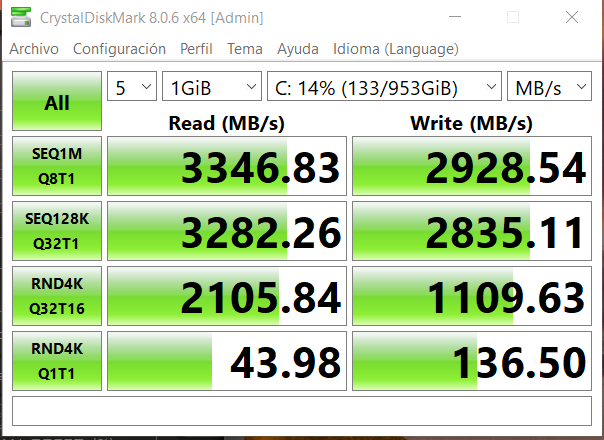 CrystalDiskMark 8.0.6 x64 [Admin]
Archivo Configuración Perfil Tema Ayuda Idioma (Language)
All 5 1GiB C: 14% (133/953GiB) MB/s
Read (MB/s) Write (MB/s)
SEQ1M
Q8T1 3346.83 2928.54
SEQ128K
Q32T1 3282.26 2835.11
RND4K
Q32T16 2105.84 1109.63
RND4K
Q1T1 43.98 136.50